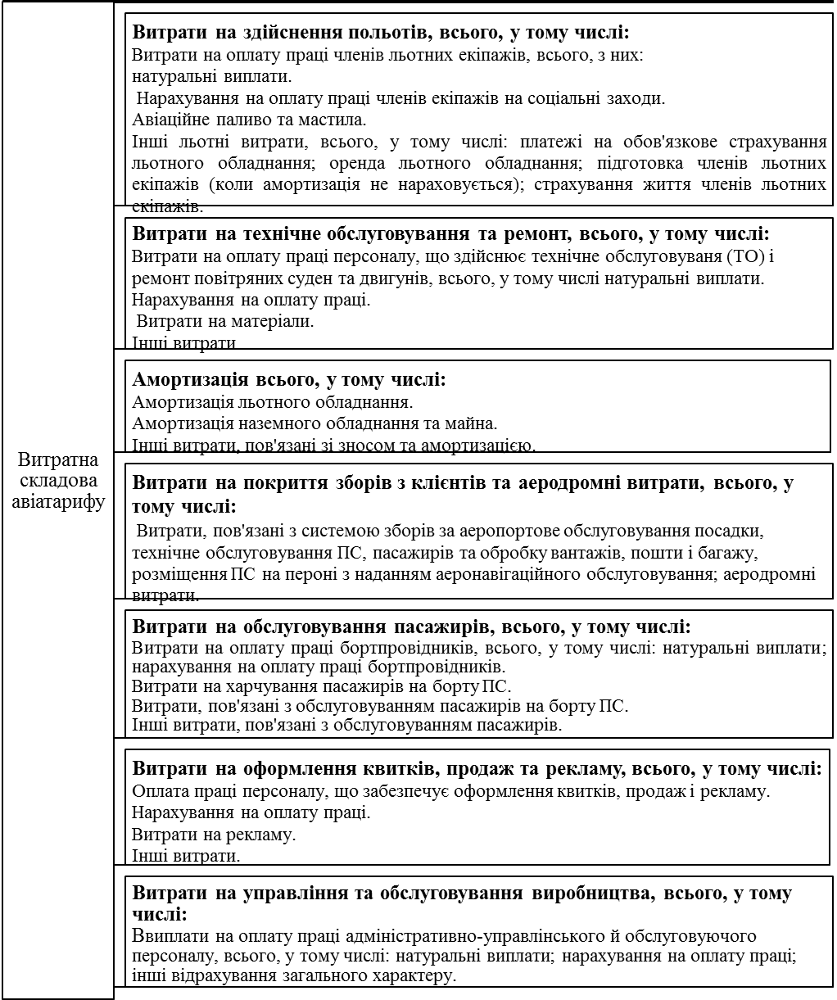 Витрати на здійснення польотів, всього, у тому числі:
Витрати на оплату праці членів льотних екіпажів, всього, з них:
натуральні виплати.
Нарахування на оплату праці членів екіпажів на соціальні заходи.
Авіаційне паливо та мастила.
Інші льотні витрати, всього, у тому числі: платежі на обов'язкове страхування
льотного обладнання; оренда льотного обладнання; підготовка членів льотних
екіпажів (коли амортизація не нараховується); страхування життя членів льотних
екіпажів.
Витрати на технічне обслуговування та ремонт, всього, у тому числі:
Витрати на оплату праці персоналу, що здійснює технічне обслуговуваня (ТО) і
ремонт повітряних суден та двигунів, всього, у тому числі натуральні виплати.
Нарахування на оплату праці.
Витрати на матеріали.
Інші витрати
Амортизація всього, у тому числі:
Амортизація льотного обладнання.
Амортизація наземного обладнання та майна.
Інші витрати, пов'язані зі зносом та амортизацією.
Витратна
складова
авіатарифу
Витрати на покриття зборів з клієнтів та аеродромні витрати, всього, у
тому числі:
Витрати, пов'язані з системою зборів за аеропортове обслуговування посадки,
технічне обслуговування ПС, пасажирів та обробку вантажів, пошти і багажу,
розміщення ПС на пероні з наданням аеронавігаційного обслуговування; аеродромні
витрати.
Витрати на обслуговування пасажирів, всього, у тому числі:
Витрати на оплату праці бортпровідників, всього, у тому числі: натуральні виплати;
нарахування на оплату праці бортпровідників.
Витрати на харчування пасажирів на борту ПС.
Витрати, пов'язані з обслуговуванням пасажирів на борту ПС.
Інші витрати, пов'язані з обслуговуванням пасажирів.
Витрати на оформлення квитків, продаж та рекламу, всього, у тому числі:
Оплата праці персоналу, що забезпечує оформлення квитків, продаж і рекламу.
Нарахування на оплату праці.
Витрати на рекламу.
Інші витрати.
Витрати на управління та обслуговування виробництва, всього, у тому
числі:
Ввиплати на оплату праці адміністративно-управлінського й обслуговуючого
персоналу, всього, у тому числі: натуральні виплати; нарахування на оплату праці;
інші відрахування загального характеру.